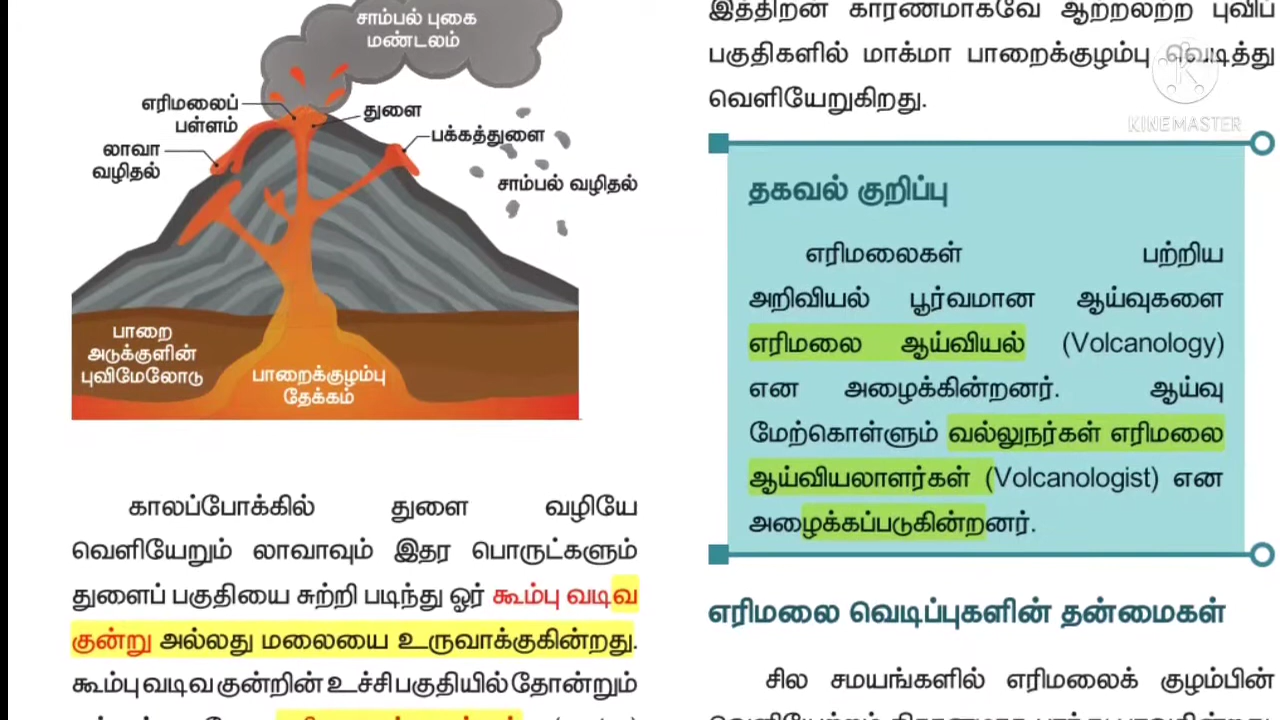 சாம்பல் புகை
மண்டலம்
எரிமலைப்
பள்ளம்
துளை
பக்கத்துளை
லாவா
வழிதல்
சாம்பல் வழிதல்
பாறை
அடுக்குளின்
புவிமேலோடு
பாறைக்குழம்பு
தேக்கம்
காலப்போக்கில் துளை வழியே
வெளியேறும் லாவாவும் இதர பொருட்களும்
துளைப் பகுதியை சுற்றி படிந்து ஓர் கூம்பு வடிவ
குன்று அல்லது மலையை உருவாக்குகின்றது.
கூம்பு வடிவ குன்றின் உச்சி பகுதியில் தோன்றும்
இத்திறன் காரணமாகவே ஆற்றலற்ற புவிப்
பகுதிகளில் மாக்மா பாறைக்குழம்பு வெடித்து
வெளியேறுகிறது.
KINEMASTER
தகவல் குறிப்பு
எரிமலைகள் பற்றிய
அறிவியல் பூர்வமான ஆய்வுகளை
எரிமலை ஆய்வியல் (Volcanology)
என அழைக்கின்றனர். ஆய்வு
மேற்கொள்ளும் வல்லுநர்கள் எரிமலை
ஆய்வியலாளர்கள் (Volcanologist) என
அழைக்கப்படுகின்றனர்.
எரிமலை வெடிப்புகளின் தன்மைகள்
சில சமயங்களில் எரிமலைக் குழம்பின்